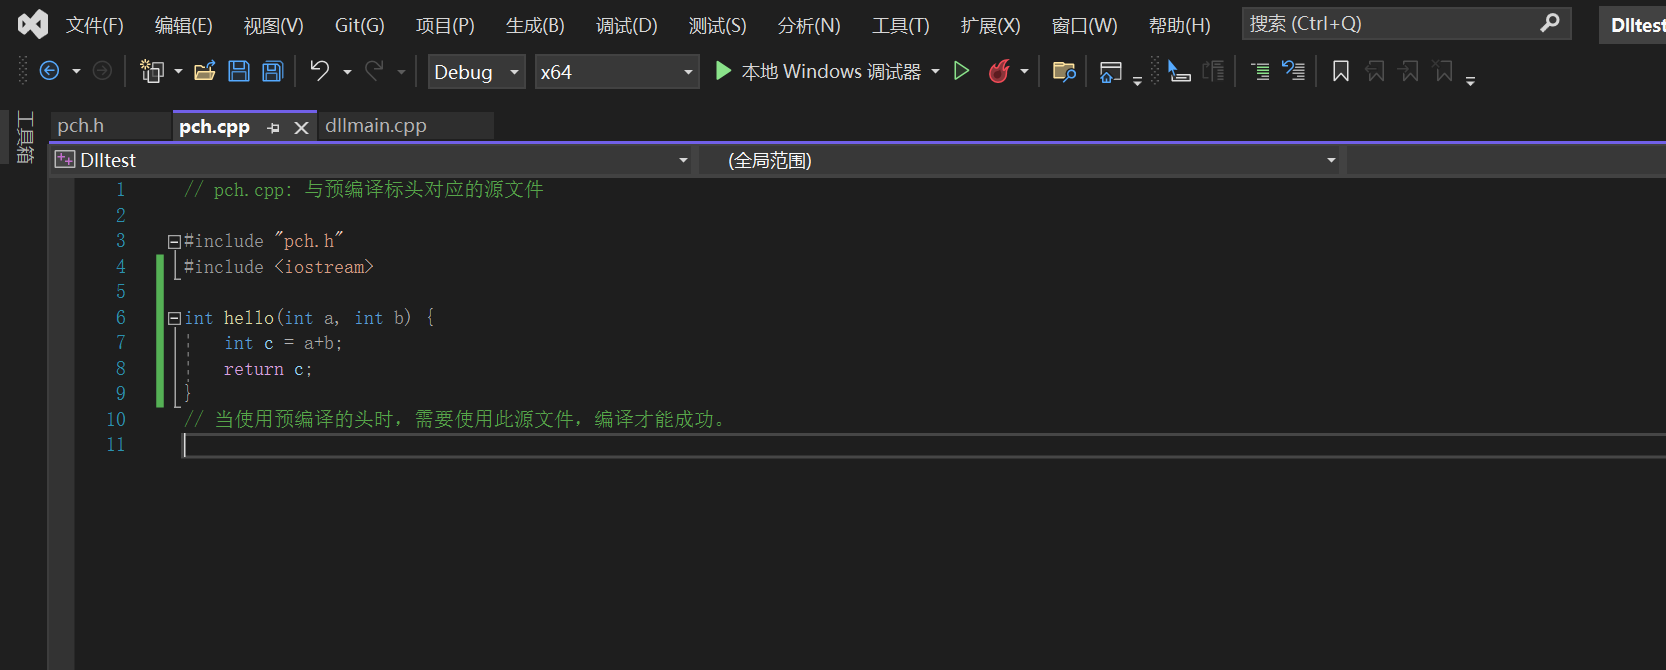 文件(F) 编辑(E) 视图(V) Git(G) 项目(P) 生成(B) 调试(D) 测试(S) 分析(N) 工具(T) 扩展(X) 窗口(W) 帮助(H) 搜索 (Ctrl+Q) Dlltest
Debug x64 本地 Windows 调试器
工具箱
pch.h pch.cpp dllmain.cpp
Dlltest (全局范围)
1 // pch.cpp: 与预编译标头对应的源文件
2
3 #include "pch.h"
4 #include <iostream>
5
6 int hello(int a, int b) {
7 int c = a+b;
8 return c;
9 }
10 // 当使用预编译的头时，需要使用此源文件，编译才能成功。
11